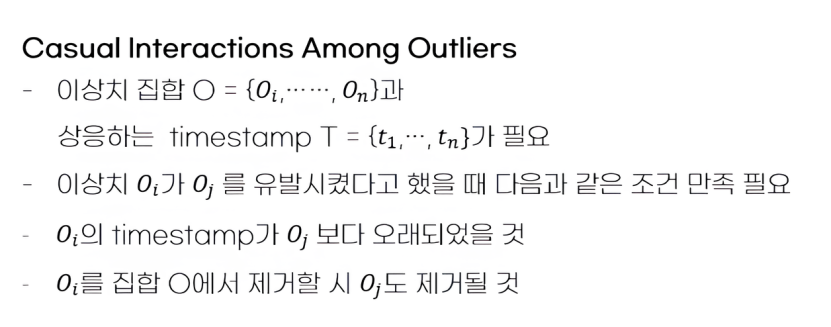 Casual Interactions Among Outliers
- 이상치 집합 O = {Oᵢ,……, Oₙ}과
상응하는 timestamp T = {t₁,…, tₙ}가 필요
- 이상치 Oᵢ가 Oⱼ 를 유발시켰다고 했을 때 다음과 같은 조건 만족 필요
- Oᵢ의 timestamp가 Oⱼ 보다 오래되었을 것
- Oᵢ를 집합 O에서 제거할 시 Oⱼ도 제거될 것